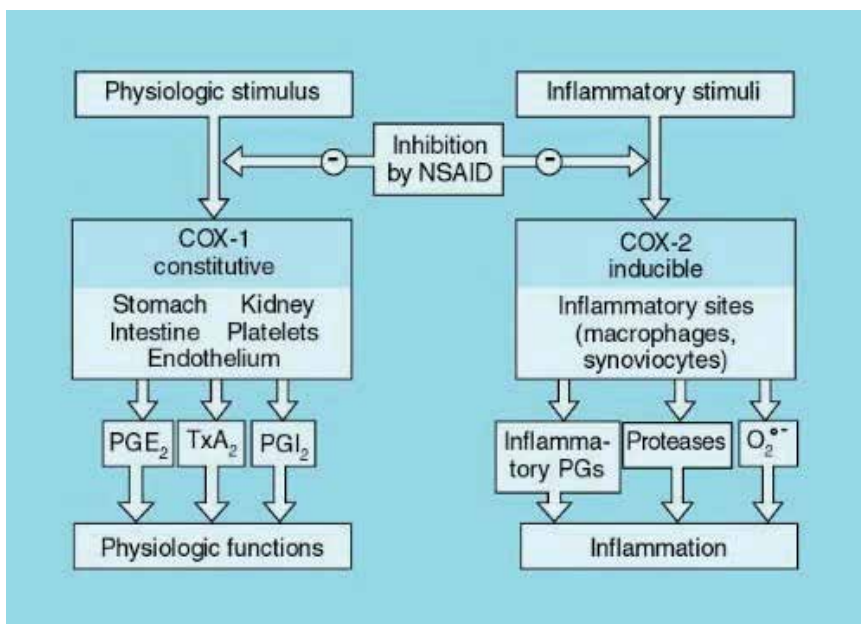 Physiologic stimulus
Inflammatory stimuli
Inhibition
by NSAID
-
-
COX-1
constitutive
Stomach Kidney
Intestine Platelets
Endothelium
COX-2
inducible
Inflammatory sites
(macrophages,
synoviocytes)
PGE₂
TxA₂
PGI₂
Inflamma-
tory PGs
Proteases
O₂°⁻
Physiologic functions
Inflammation